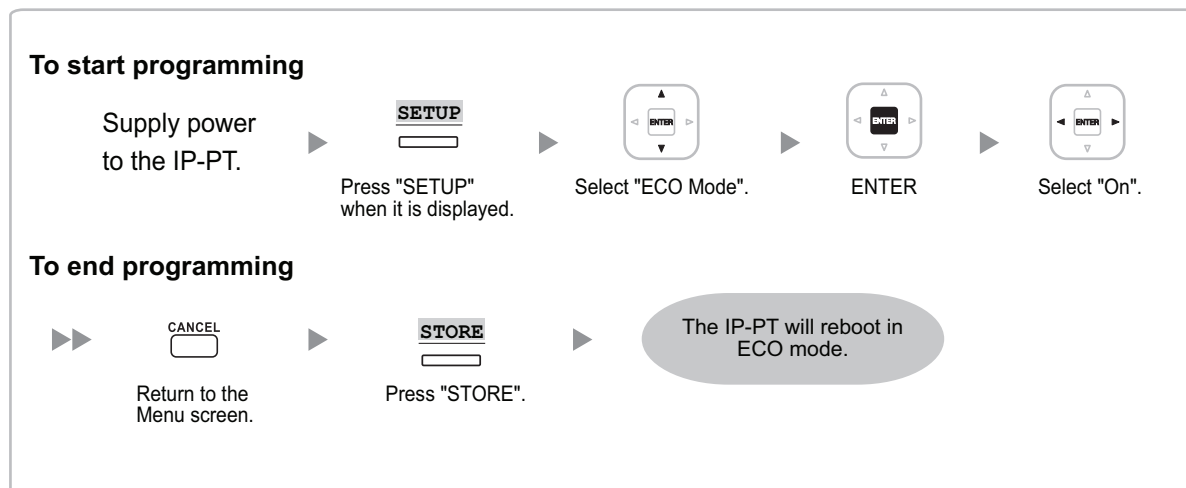 To start programming
Supply power
to the IP-PT.
SETUP
Press "SETUP"
when it is displayed.
ENTER
Select "ECO Mode".
ENTER
ENTER
ENTER
Select "On".
To end programming
CANCEL
Return to the
Menu screen.
STORE
Press "STORE".
The IP-PT will reboot in
ECO mode.